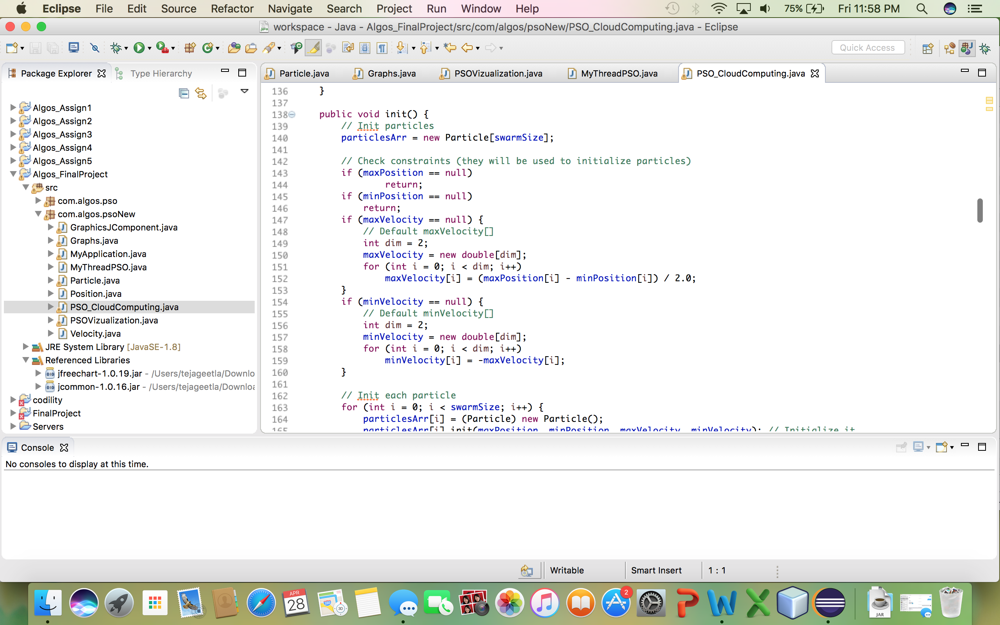 Eclipse File Edit Source Refactor Navigate Search Project Run Window Help 75% Fri 11:58 PM
workspace - Java - Algos_FinalProject/src/com/algos/psoNew/PSO_CloudComputing.java - Eclipse
Quick Access
Package Explorer Type Hierarchy
Algos_Assign1
Algos_Assign2
Algos_Assign3
Algos_Assign4
Algos_Assign5
Algos_FinalProject
src
com.algos.pso
com.algos.psoNew
GraphicsJComponent.java
Graphs.java
MyApplication.java
MyThreadPSO.java
Particle.java
Position.java
PSO_CloudComputing.java
PSOVizualization.java
Velocity.java
JRE System Library [JavaSE-1.8]
Referenced Libraries
jfreechart-1.0.19.jar - /Users/tejageetla/Downlo
jcommon-1.0.16.jar - /Users/tejageetla/Downloa
codility
FinalProject
Servers
Particle.java Graphs.java PSOVizualization.java MyThreadPSO.java PSO_CloudComputing.java
136 }
137
138 public void init() {
139 // Init particles
140 particlesArr = new Particle[swarmSize];
141
142 // Check constraints (they will be used to initialize particles)
143 if (maxPosition == null)
144 return;
145 if (minPosition == null)
146 return;
147 if (maxVelocity == null) {
148 // Default maxVelocity[]
149 int dim = 2;
150 maxVelocity = new double[dim];
151 for (int i = 0; i < dim; i++)
152 maxVelocity[i] = (maxPosition[i] - minPosition[i]) / 2.0;
153 }
154 if (minVelocity == null) {
155 // Default minVelocity[]
156 int dim = 2;
157 minVelocity = new double[dim];
158 for (int i = 0; i < dim; i++)
159 minVelocity[i] = -maxVelocity[i];
160 }
161
162 // Init each particle
163 for (int i = 0; i < swarmSize; i++) {
164 particlesArr[i] = (Particle) new Particle();
165 particlesArr[i].init(maxPosition, minPosition, maxVelocity, minVelocity); // Initialize it
Console
No consoles to display at this time.
Writable Smart Insert 1 : 1
APR
28
280
3D
2
JAR